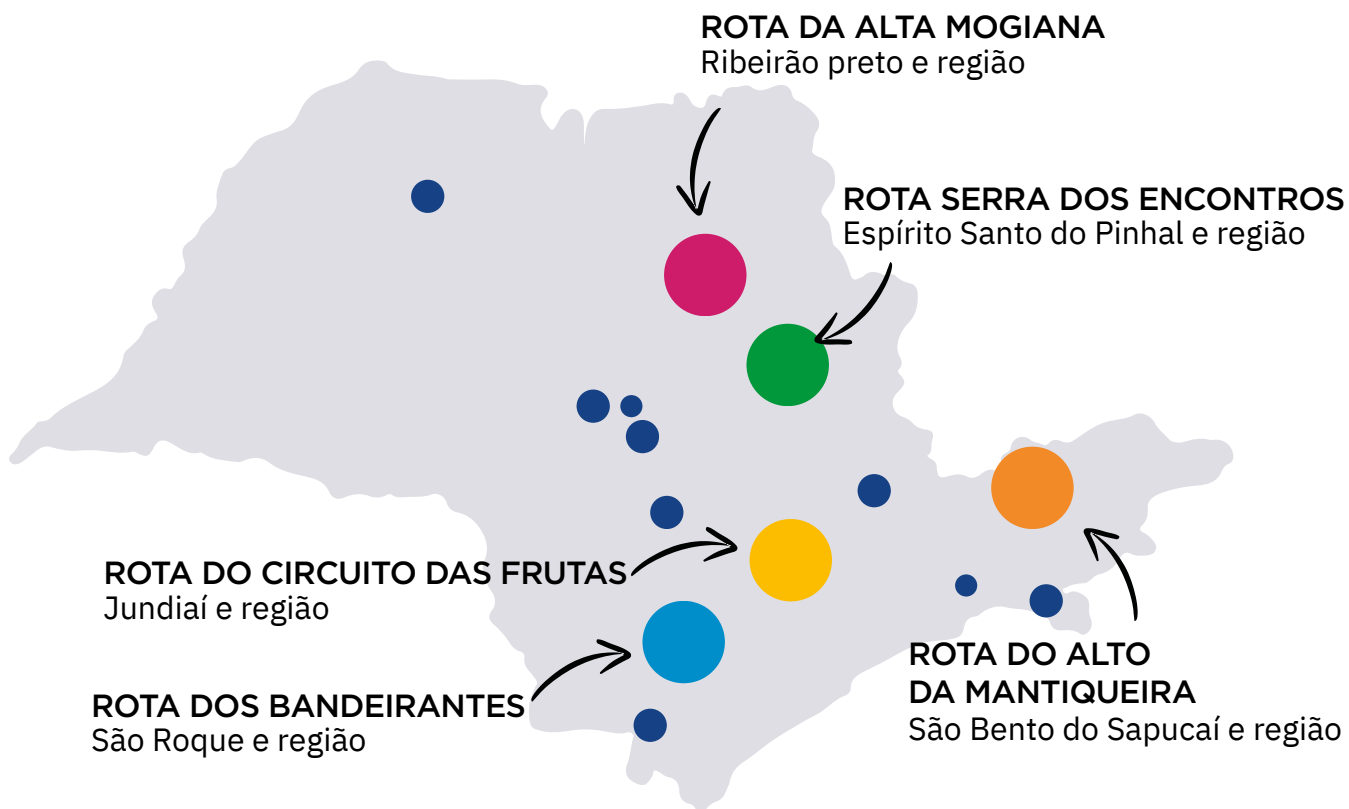 ROTA DA ALTA MOGIANA
Ribeirão preto e região
ROTA SERRA DOS ENCONTROS
Espírito Santo do Pinhal e região
ROTA DO CIRCUITO DAS FRUTAS
Jundiaí e região
ROTA DOS BANDEIRANTES
São Roque e região
ROTA DO ALTO
DA MANTIQUEIRA
São Bento do Sapucaí e região